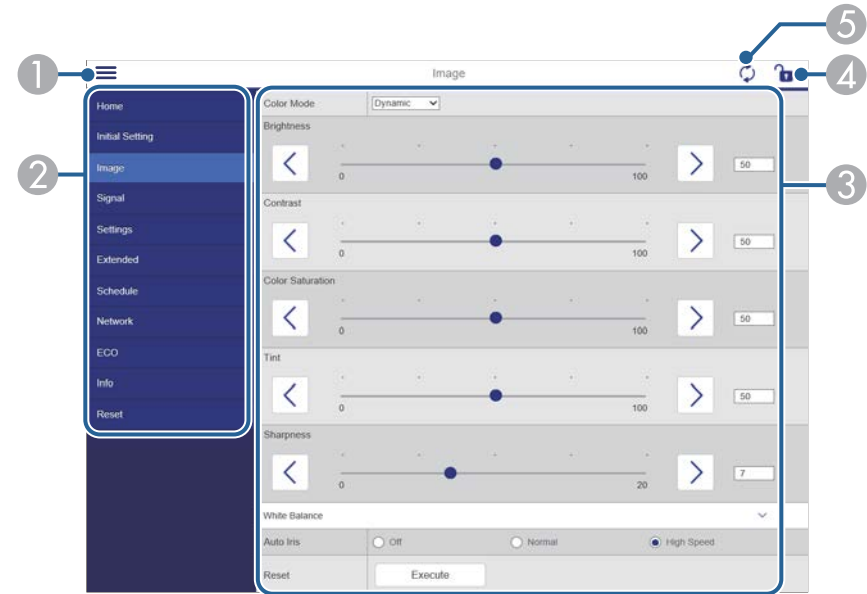 5
1
Image
4
Home
Initial Setting
Image
2
Signal
Settings
Extended
Schedule
Network
ECO
Info
Reset
Color Mode Dynamic
Brightness
50
0 100
3
Contrast
50
0 100
Color Saturation
50
0 100
Tint
50
0 100
Sharpness
7
0 20
White Balance
Auto Iris Off Normal High Speed
Reset Execute